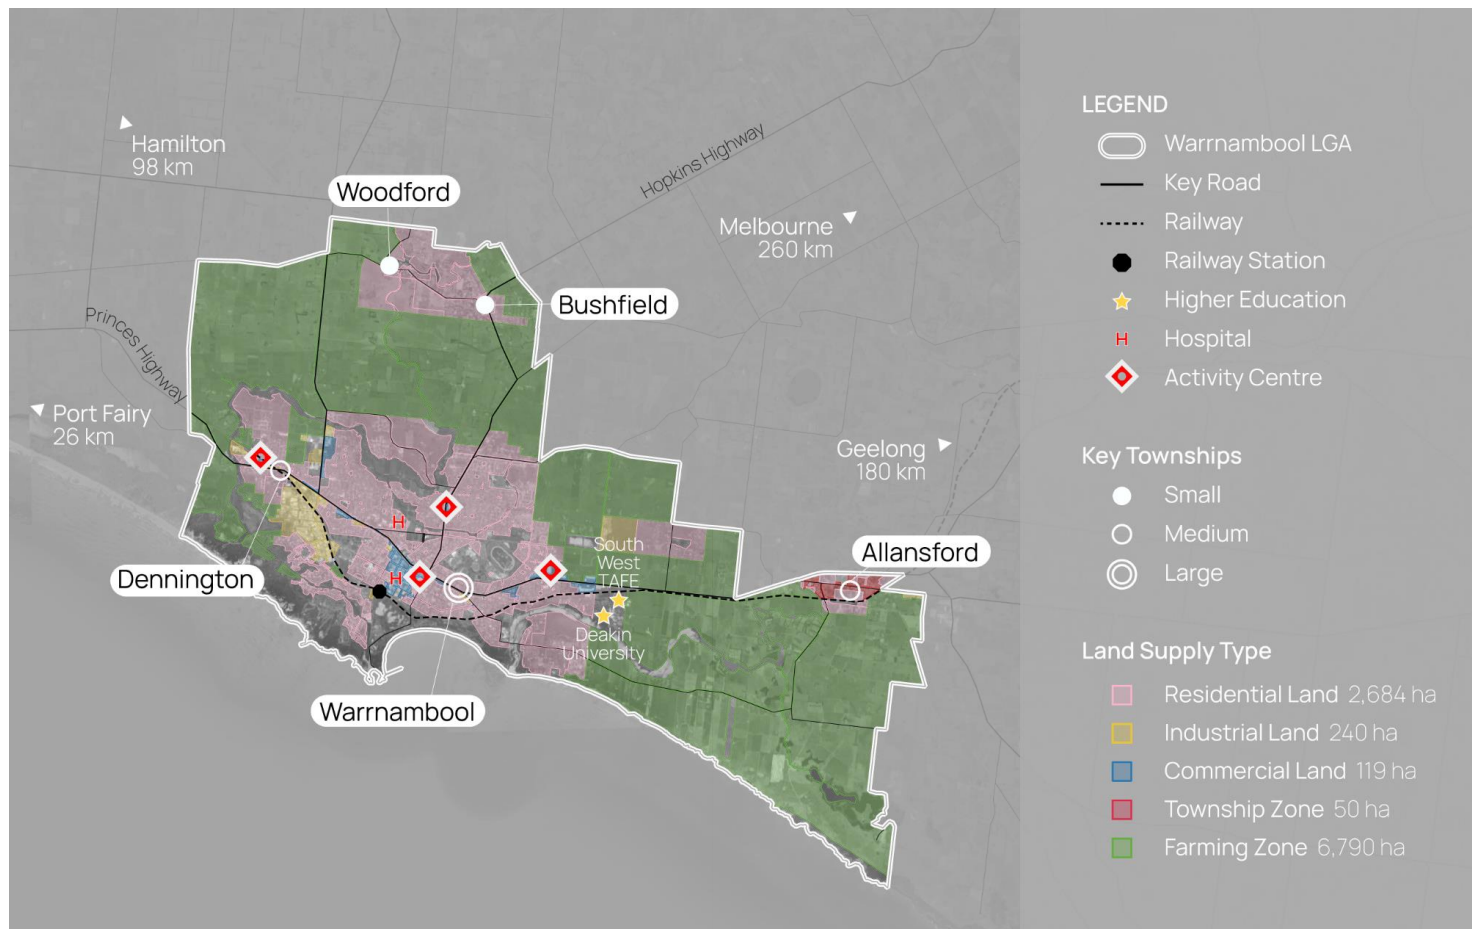 Hamilton
98 km
Woodford
Hopkins Highway
Melbourne
260 km
Bushfield
Princes Highway
Port Fairy
26 km
Geelong
180 km
H
South
West
TAFE
Allansford
Dennington
H
Deakin
University
Warrnambool
LEGEND
Warrnambool LGA
Key Road
Railway
Railway Station
Higher Education
H Hospital
Activity Centre
Key Townships
Small
Medium
Large
Land Supply Type
Residential Land 2,684 ha
Industrial Land 240 ha
Commercial Land 119 ha
Township Zone 50 ha
Farming Zone 6,790 ha